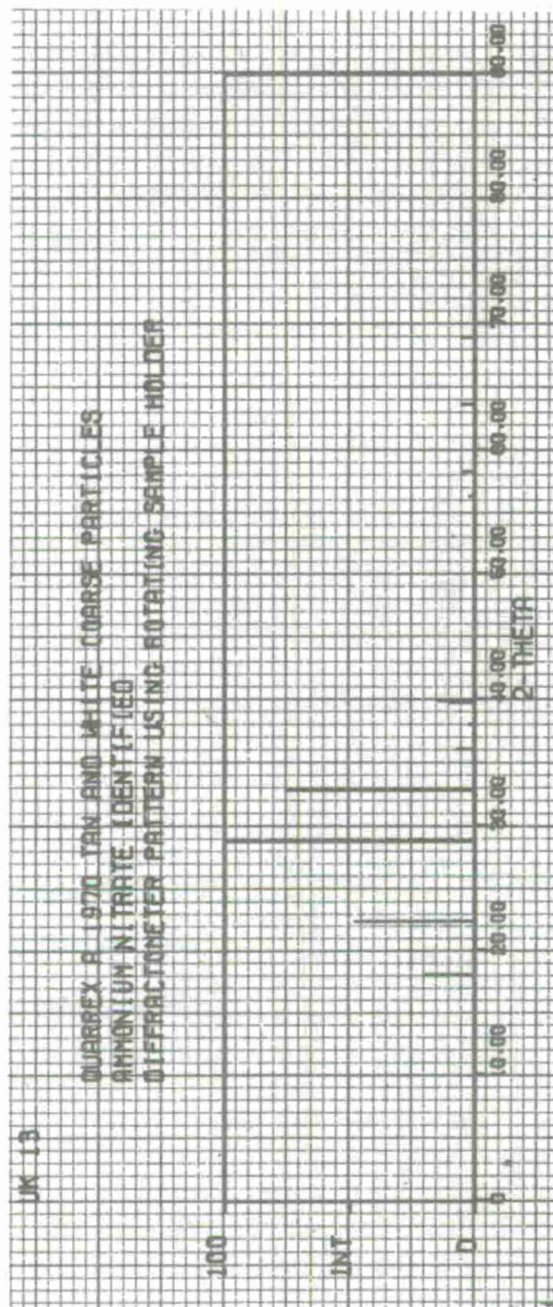 JK 13
QUARREX A 1970 TAN AND WHITE COARSE PARTICLES
AMMONIUM NITRATE IDENTIFIED
DIFFRACTOMETER PATTERN USING ROTATING SAMPLE HOLDER
100
INT
0
0 10.00 20.00 30.00 40.00 50.00 60.00 70.00 80.00
2-THETA